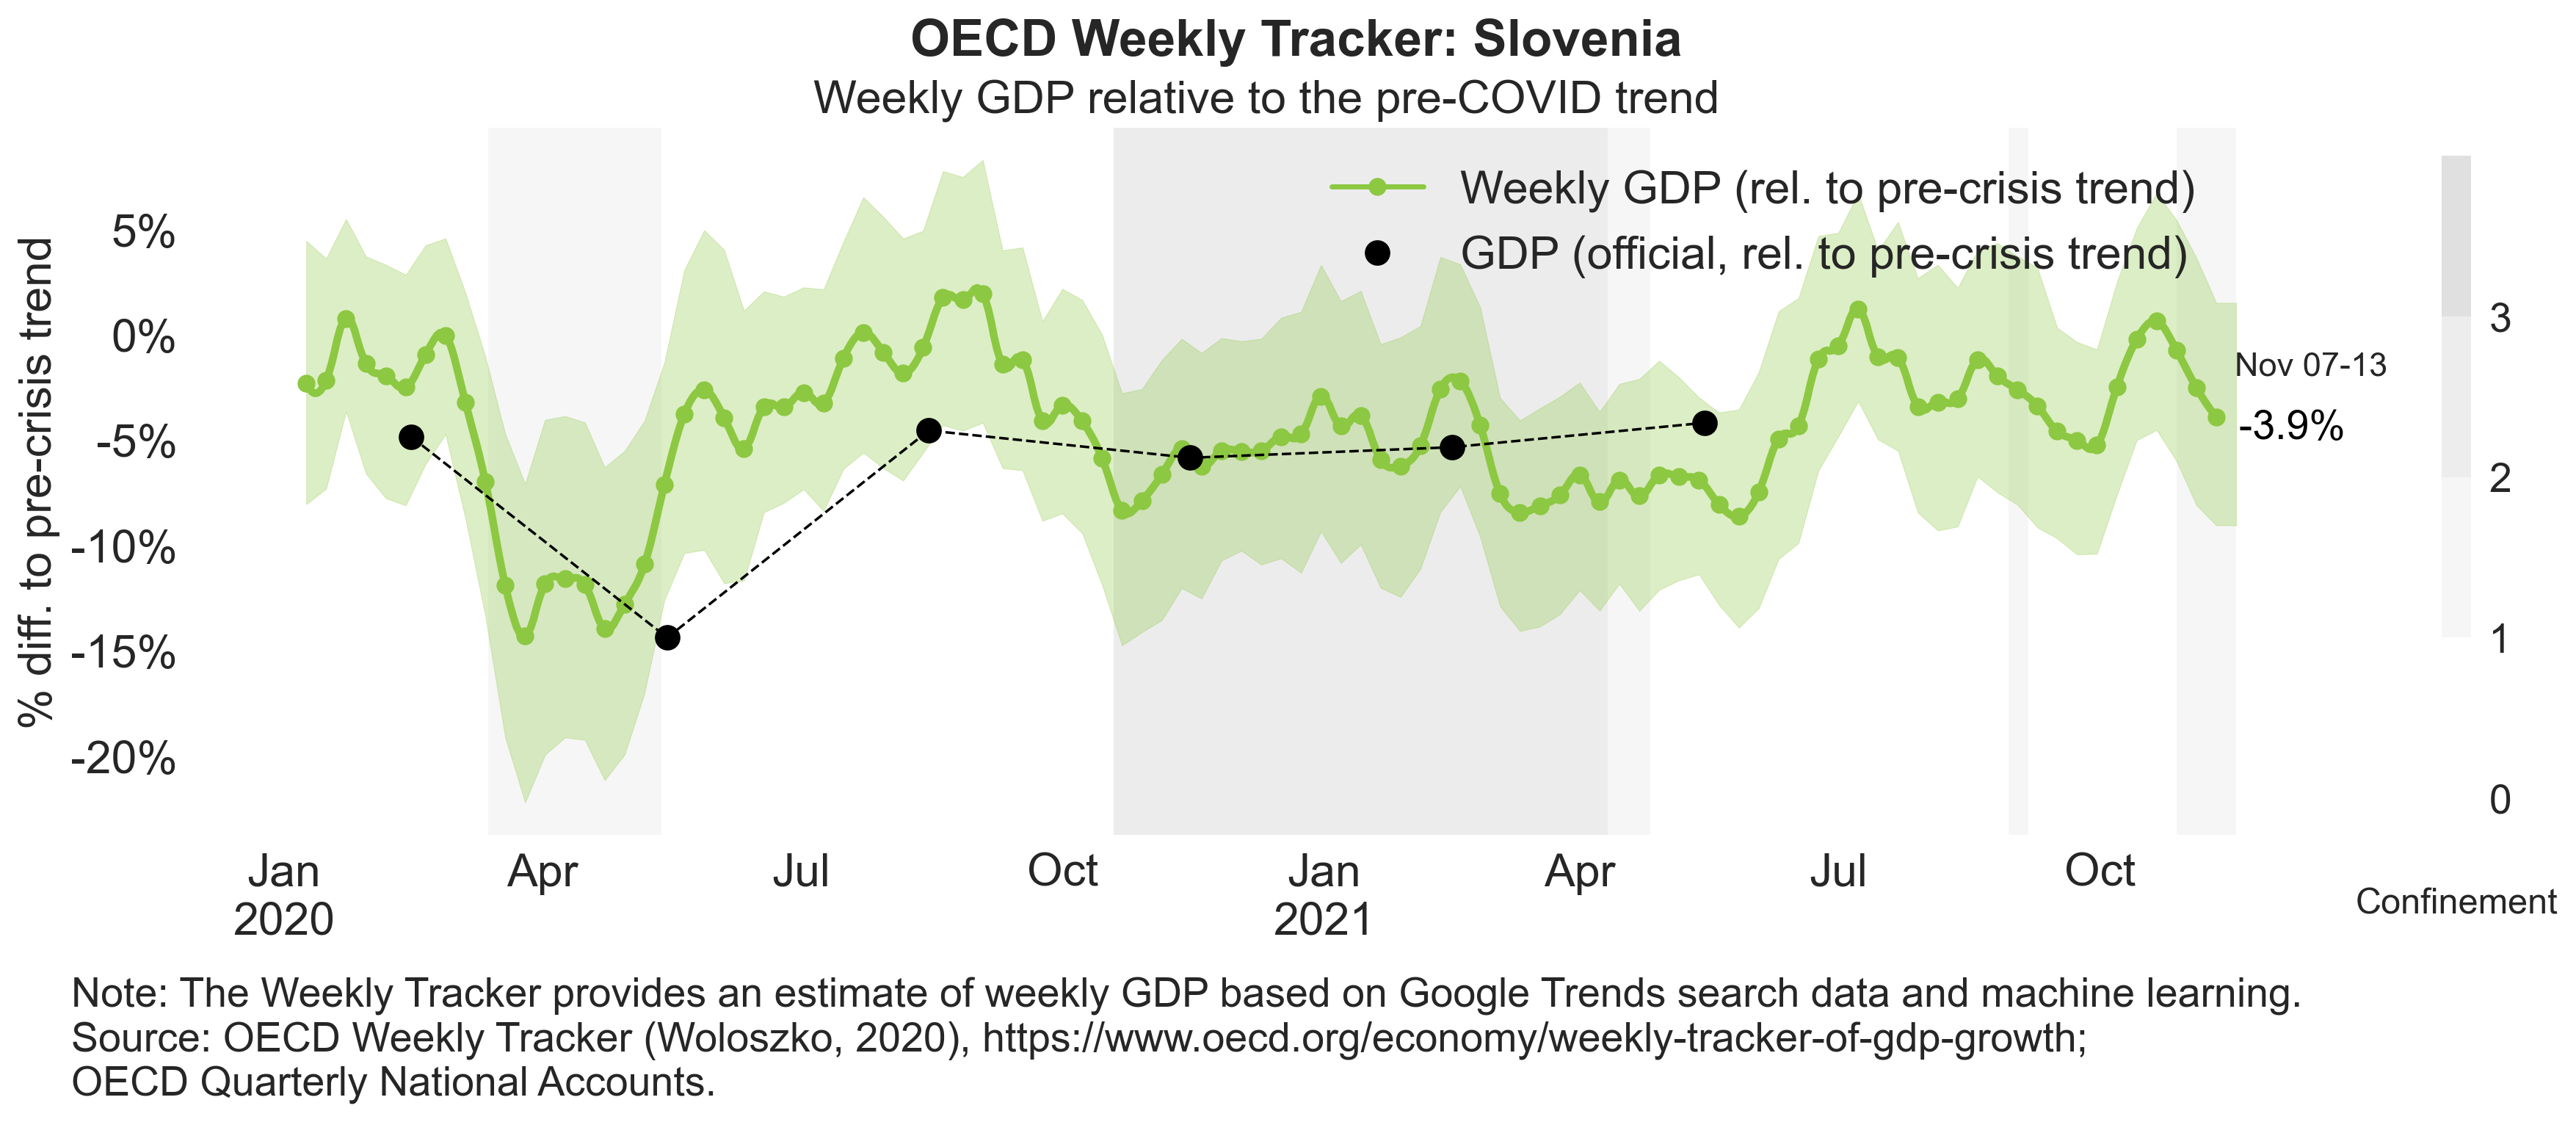 OECD Weekly Tracker: Slovenia
Weekly GDP relative to the pre-COVID trend
% diff. to pre-crisis trend
5%
0%
-5%
-10%
-15%
-20%
Weekly GDP (rel. to pre-crisis trend)
GDP (official, rel. to pre-crisis trend)
Nov 07-13
-3.9%
3
2
1
0
Confinement
Jan Apr Jul Oct Jan Apr Jul Oct
2020 2021
Note: The Weekly Tracker provides an estimate of weekly GDP based on Google Trends search data and machine learning.
Source: OECD Weekly Tracker (Woloszko, 2020), https://www.oecd.org/economy/weekly-tracker-of-gdp-growth;
OECD Quarterly National Accounts.